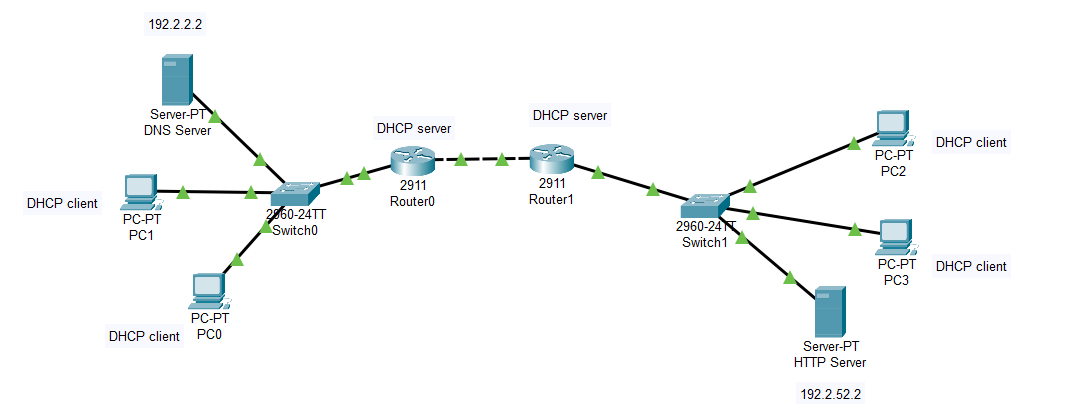 192.2.2.2
Server-PT
DNS Server
DHCP client
PC-PT
PC1
DHCP client
PC-PT
PC0
2960-24TT
Switch0
DHCP server
2911
Router0
DHCP server
2911
Router1
2960-24TT
Switch1
PC-PT
PC2
DHCP client
PC-PT
PC3
DHCP client
Server-PT
HTTP Server
192.2.52.2